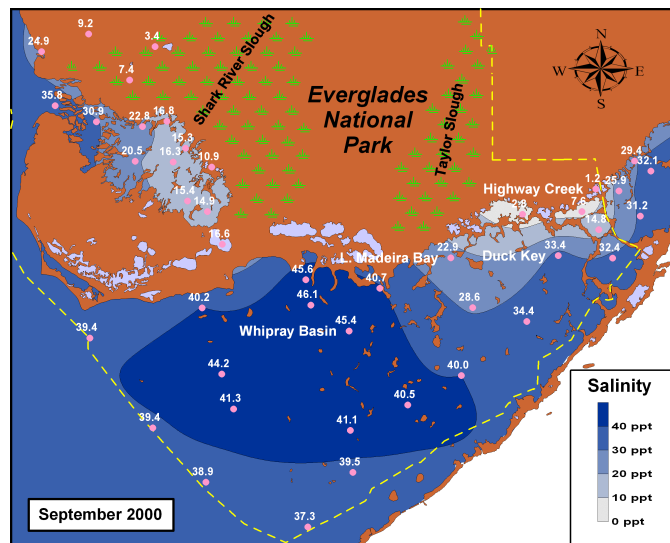 9.2
3.4
24.9
N
W E
S
7.4
Shark River Slough
35.8
30.9
22.8
16.8
Everglades
National
Park
Taylor Slough
15.3
20.5
16.3
10.9
29.4
32.1
Highway Creek
1.2
25.9
15.4
14.9
2.8
7.6
31.2
14.8
16.6
L. Madeira Bay
22.9
Duck Key
33.4
32.4
45.6
40.7
40.2
46.1
28.6
34.4
39.4
Whipray Basin
45.4
44.2
40.0
41.3
40.5
39.4
41.1
39.5
38.9
37.3
Salinity
40 ppt
30 ppt
20 ppt
10 ppt
0 ppt
September 2000